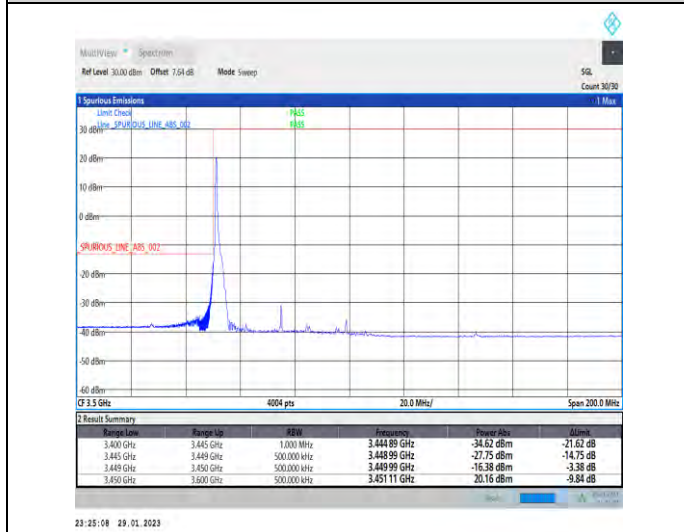 MultiView Spectrum
Ref Level 30.00 dBm Offset 7.64 dB Mode Sweep SGL
Count 30/30
1 Spurious Emissions 1 Max
Limit Check PASS
Line _SPURIOUS_LINE_ABS_002 PASS
30 dBm
20 dBm
10 dBm
0 dBm
_SPURIOUS_LINE_ABS_002
-20 dBm
-30 dBm
-40 dBm
-50 dBm
-60 dBm
CF 3.5 GHz 4004 pts 20.0 MHz/ Span 200.0 MHz
2 Result Summary
Range Low Range Up RBW Frequency Power Abs ΔLimit
3.400 GHz 3.445 GHz 1.000 MHz 3.444 89 GHz -34.62 dBm -21.62 dB
3.445 GHz 3.449 GHz 500.000 kHz 3.448 99 GHz -27.75 dBm -14.75 dB
3.449 GHz 3.450 GHz 500.000 kHz 3.449 99 GHz -16.38 dBm -3.38 dB
3.450 GHz 3.600 GHz 500.000 kHz 3.451 11 GHz 20.16 dBm -9.84 dB
23:25:08 29.01.2023